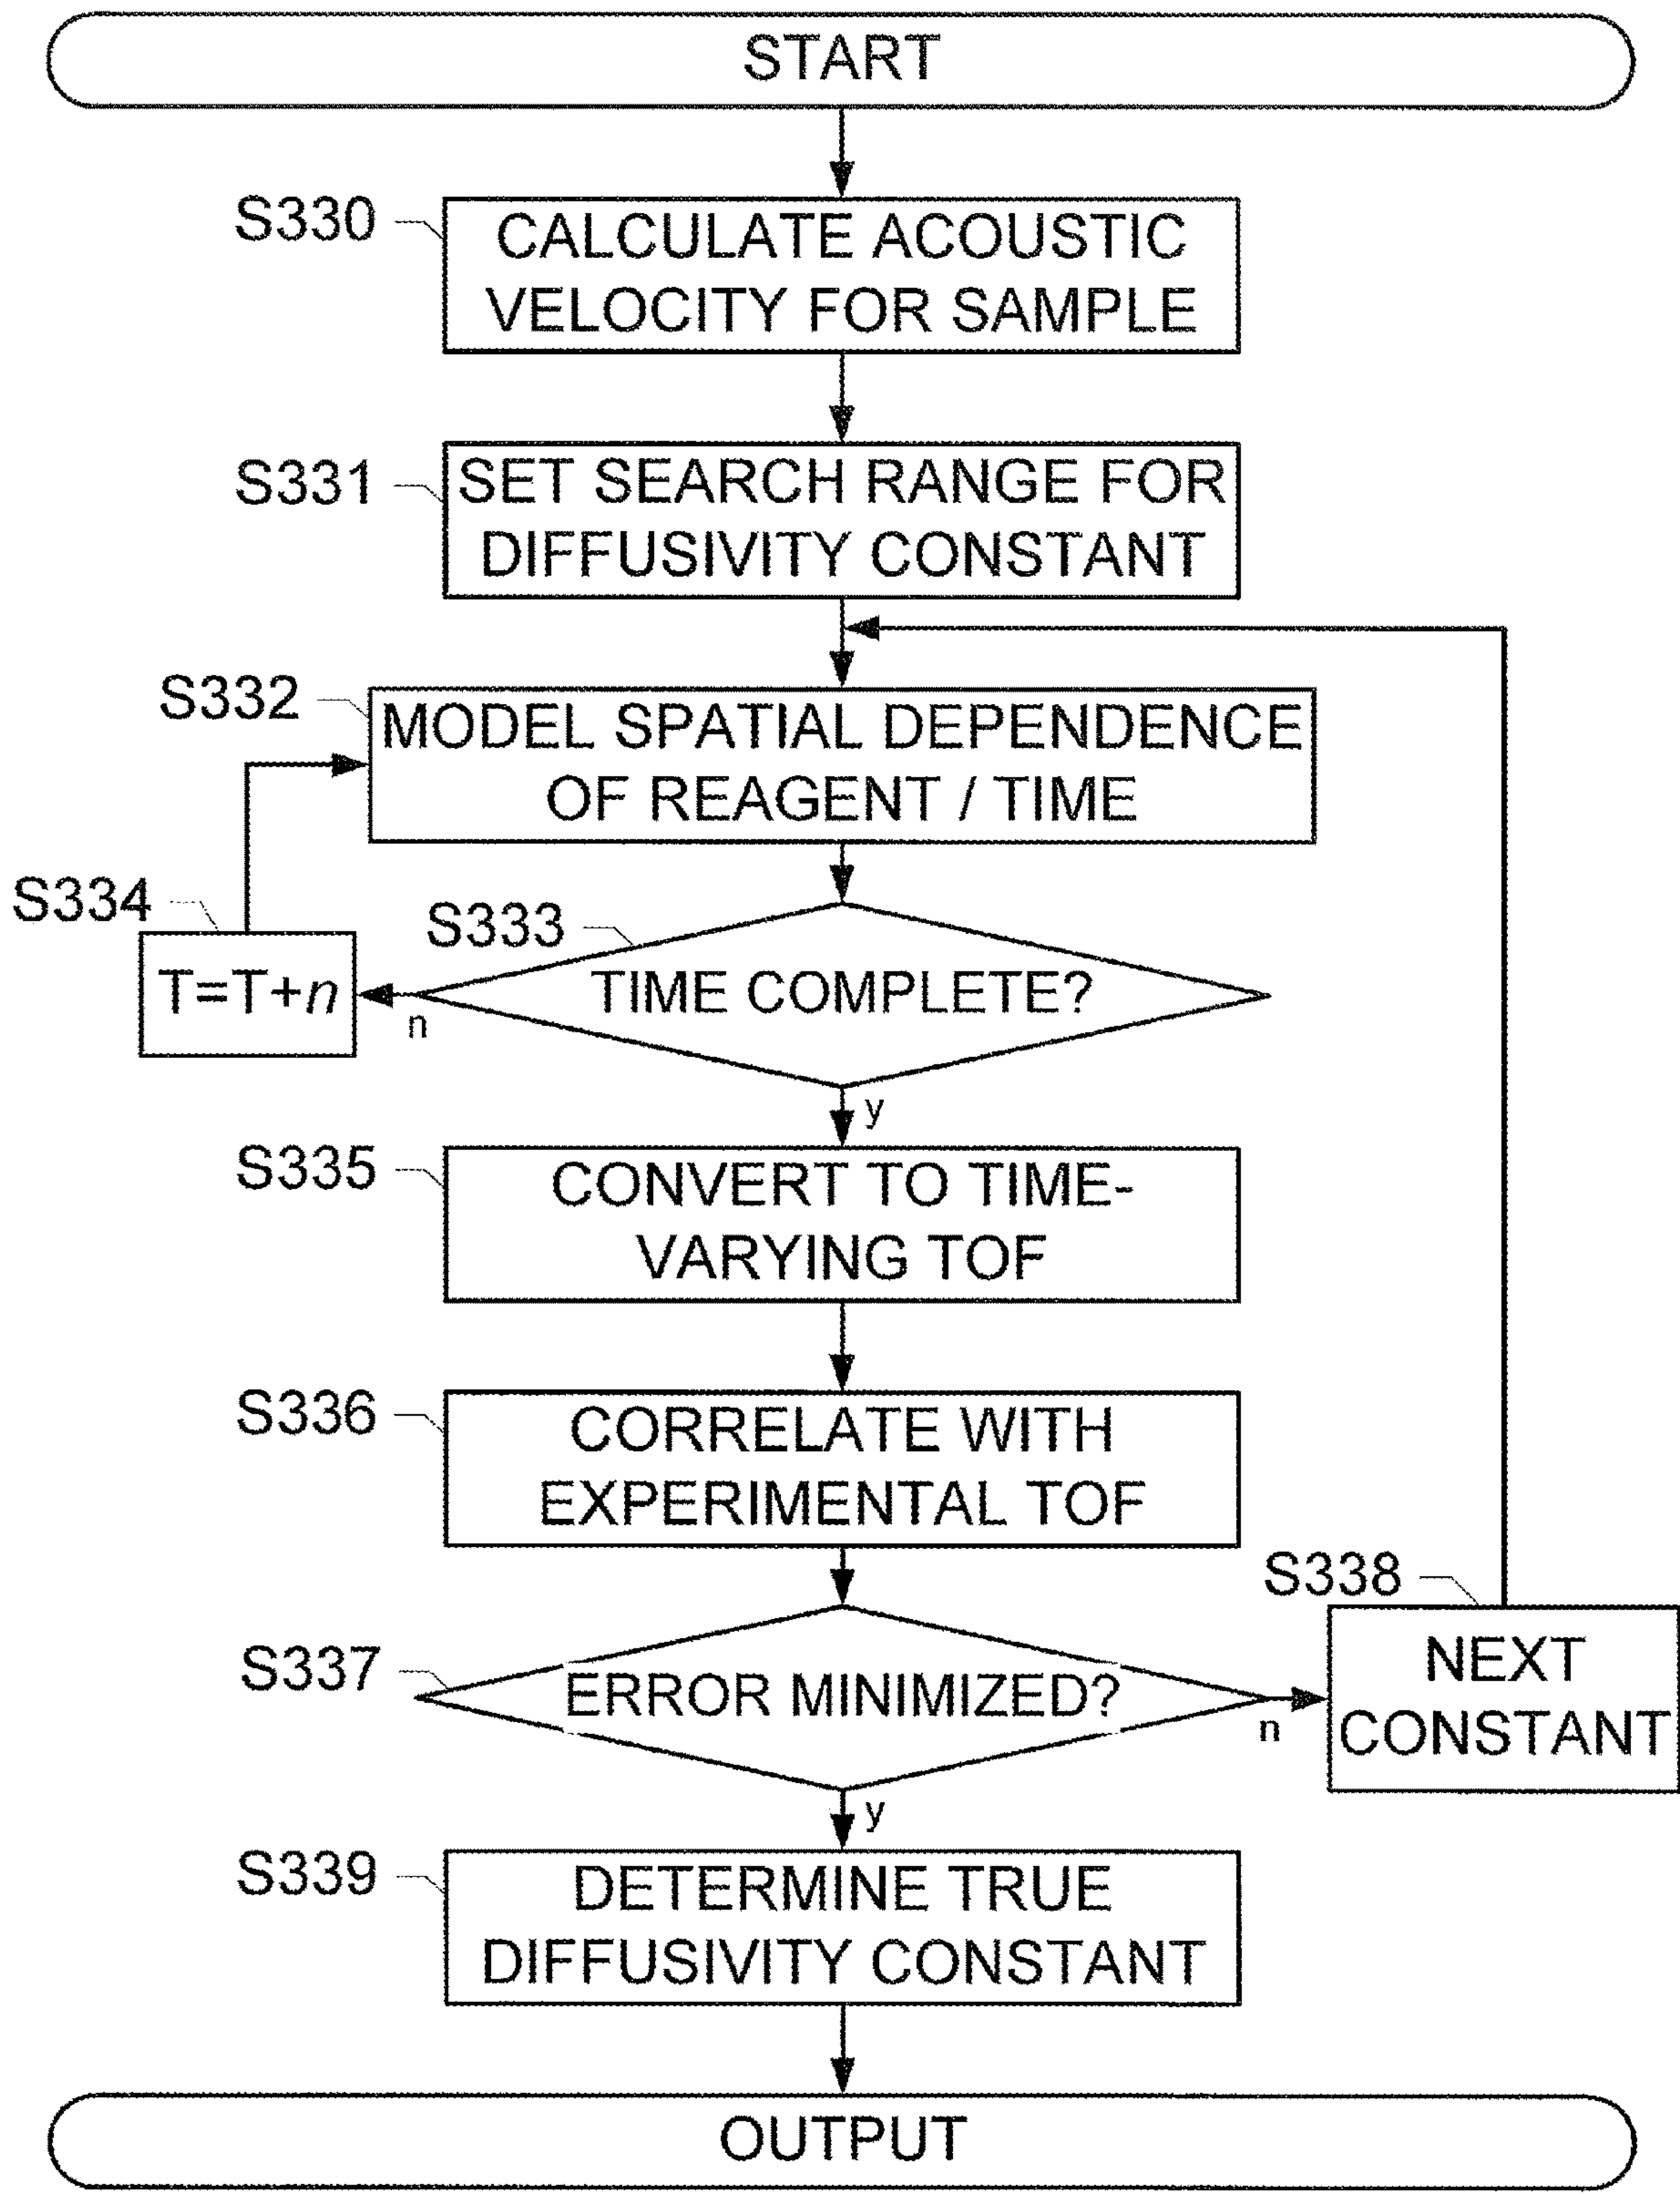 START
S330
CALCULATE ACOUSTIC
VELOCITY FOR SAMPLE
S331
SET SEARCH RANGE FOR
DIFFUSIVITY CONSTANT
S332
MODEL SPATIAL DEPENDENCE
OF REAGENT / TIME
S334
T=T+n
S333
TIME COMPLETE?
n
y
S335
CONVERT TO TIME-
VARYING TOF
S336
CORRELATE WITH
EXPERIMENTAL TOF
S338
NEXT
CONSTANT
S337
ERROR MINIMIZED?
n
y
S339
DETERMINE TRUE
DIFFUSIVITY CONSTANT
OUTPUT